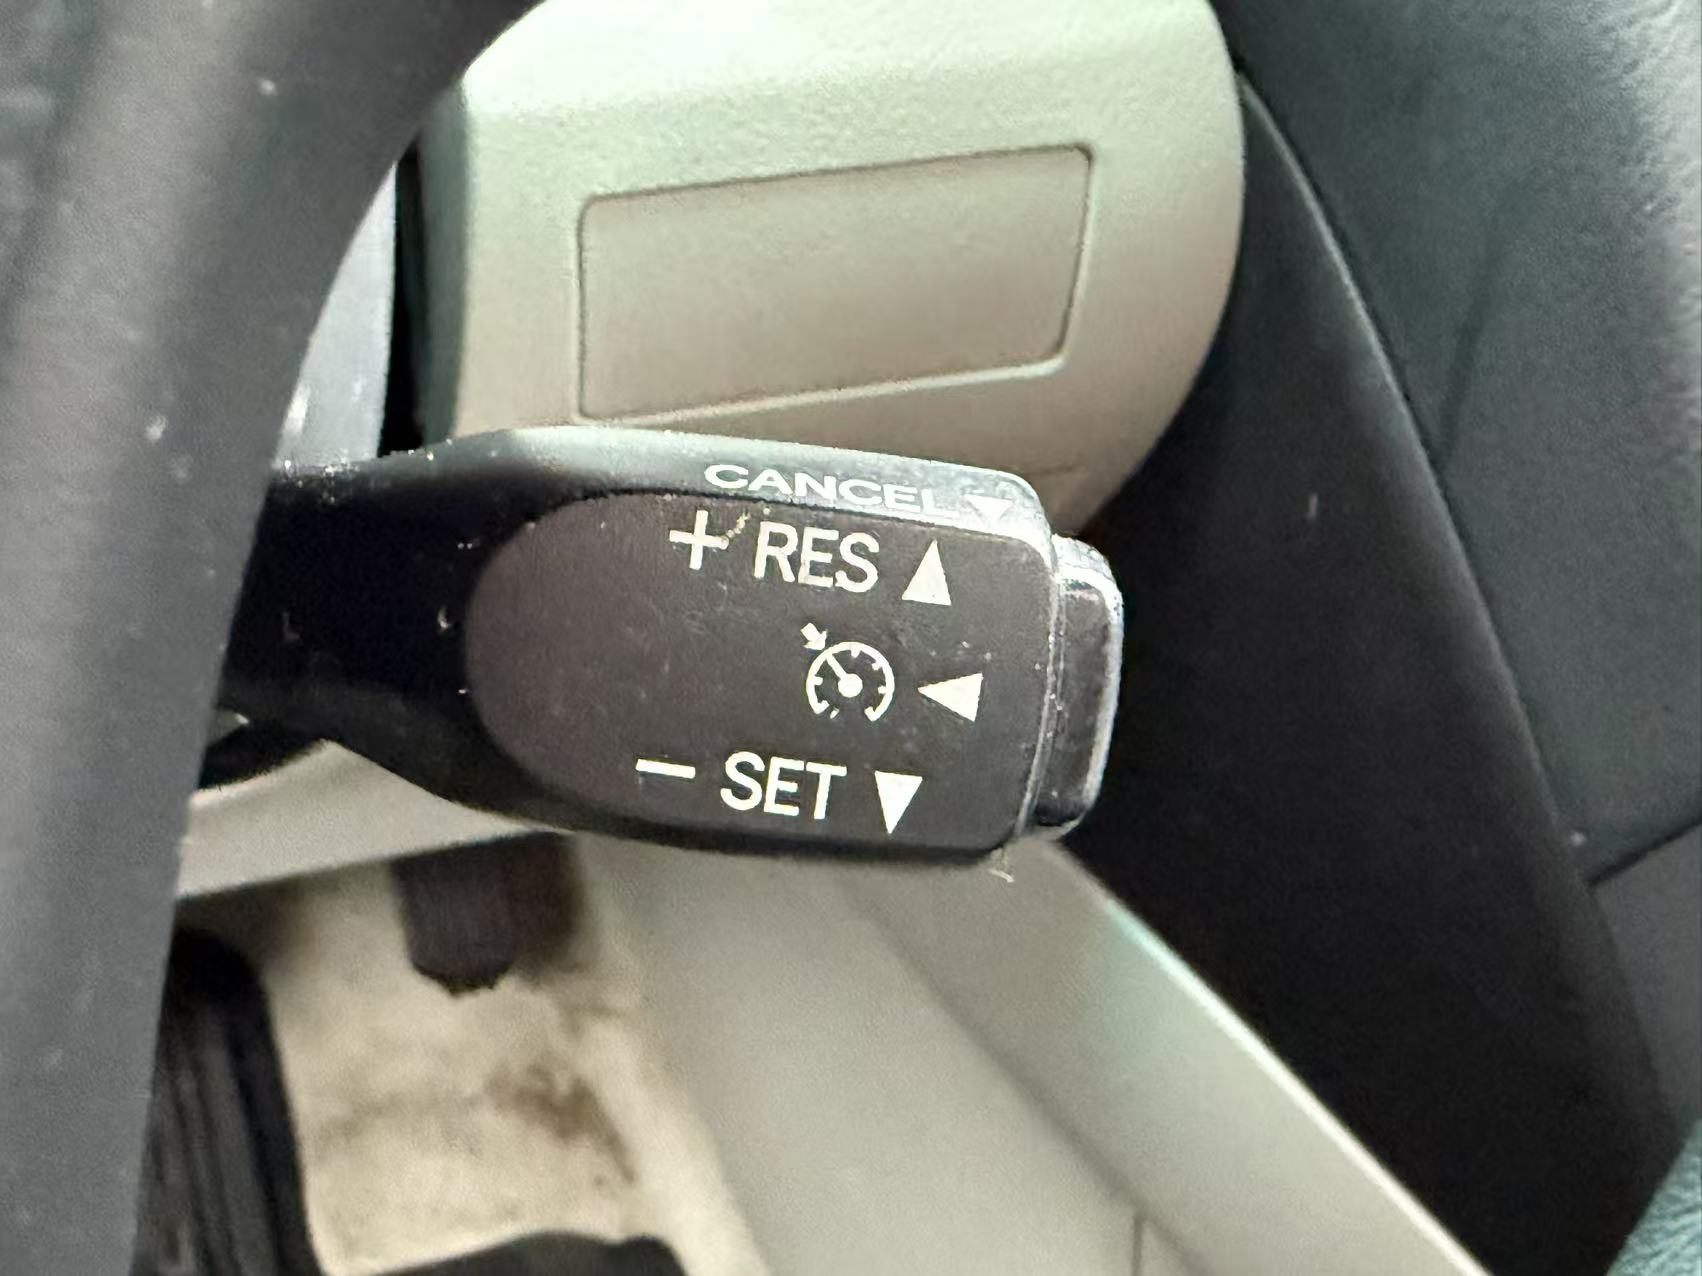 CANCEL ▼
+ RES ▲
◀
- SET ▼